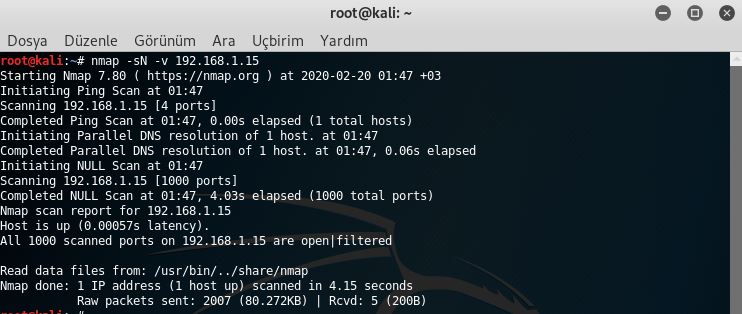 root@kali: ~
Dosya Düzenle Görünüm Ara Uçbirim Yardım
root@kali:~# nmap -sN -v 192.168.1.15
Starting Nmap 7.80 ( https://nmap.org ) at 2020-02-20 01:47 +03
Initiating Ping Scan at 01:47
Scanning 192.168.1.15 [4 ports]
Completed Ping Scan at 01:47, 0.00s elapsed (1 total hosts)
Initiating Parallel DNS resolution of 1 host. at 01:47
Completed Parallel DNS resolution of 1 host. at 01:47, 0.06s elapsed
Initiating NULL Scan at 01:47
Scanning 192.168.1.15 [1000 ports]
Completed NULL Scan at 01:47, 4.03s elapsed (1000 total ports)
Nmap scan report for 192.168.1.15
Host is up (0.00057s latency).
All 1000 scanned ports on 192.168.1.15 are open|filtered
Read data files from: /usr/bin/../share/nmap
Nmap done: 1 IP address (1 host up) scanned in 4.15 seconds
Raw packets sent: 2007 (80.272KB) | Rcvd: 5 (200B)
root@kali:~#